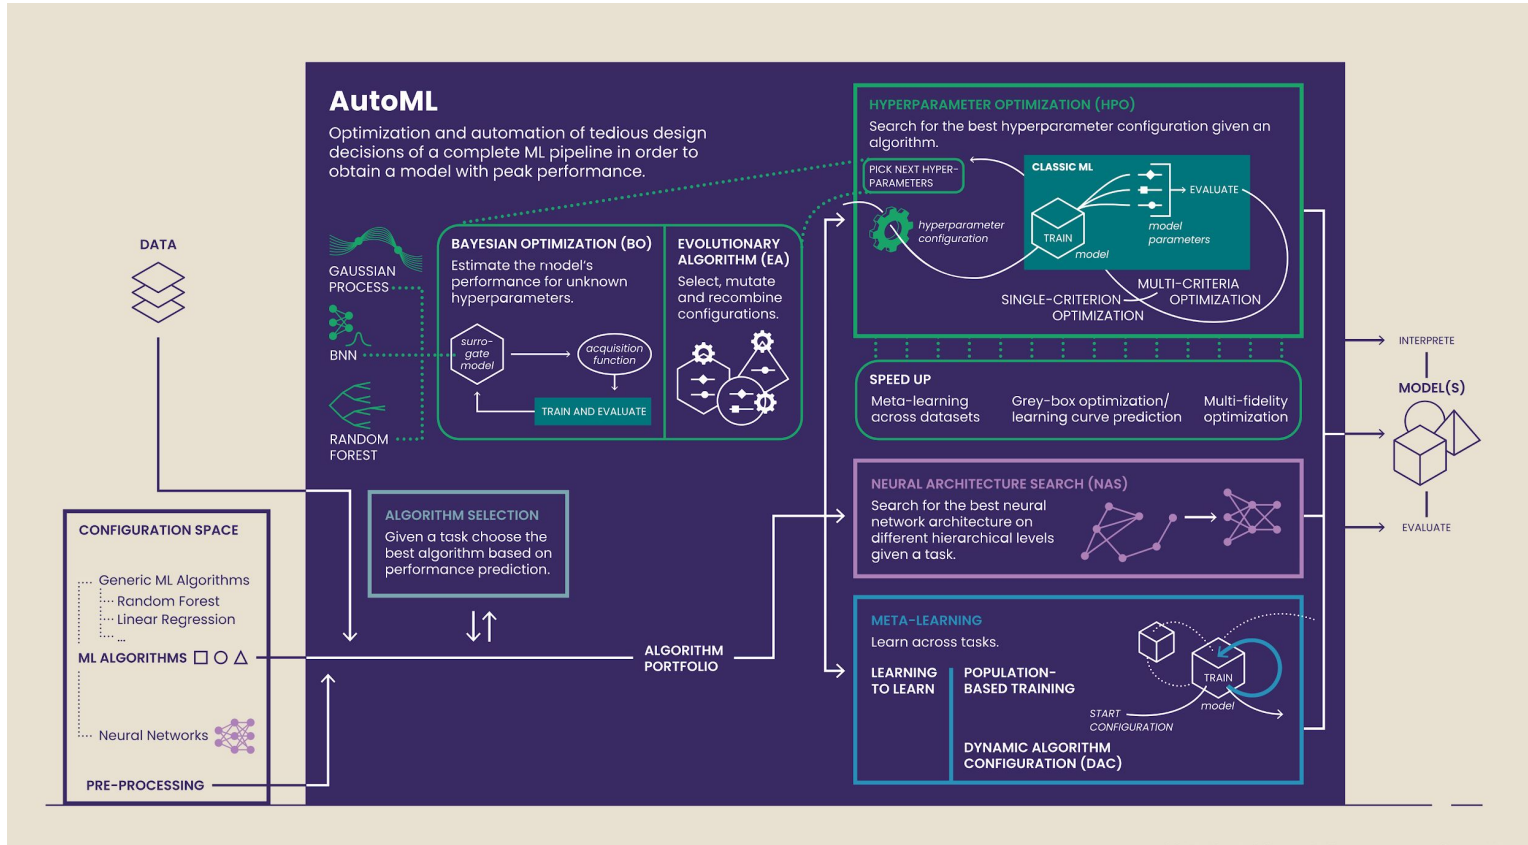 AutoML
Optimization and automation of tedious design
decisions of a complete ML pipeline in order to
obtain a model with peak performance.
DATA
GAUSSIAN
PROCESS
BNN
RANDOM
FOREST
BAYESIAN OPTIMIZATION (BO)
Estimate the model's
performance for unknown
hyperparameters.
surro-
gate
model
acquisition
function
TRAIN AND EVALUATE
EVOLUTIONARY
ALGORITHM (EA)
Select, mutate
and recombine
configurations.
HYPERPARAMETER OPTIMIZATION (HPO)
Search for the best hyperparameter configuration given an
algorithm.
PICK NEXT HYPER-
PARAMETERS
hyperparameter
configuration
CLASSIC ML
TRAIN
model
EVALUATE
model
parameters
MULTI-CRITERIA
OPTIMIZATION
SINGLE-CRITERION
OPTIMIZATION
SPEED UP
Meta-learning
across datasets
Grey-box optimization/
learning curve prediction
Multi-fidelity
optimization
INTERPRETE
MODEL(S)
EVALUATE
CONFIGURATION SPACE
Generic ML Algorithms
Random Forest
Linear Regression
...
ML ALGORITHMS
Neural Networks
PRE-PROCESSING
ALGORITHM SELECTION
Given a task choose the
best algorithm based on
performance prediction.
ALGORITHM
PORTFOLIO
NEURAL ARCHITECTURE SEARCH (NAS)
Search for the best neural
network architecture on
different hierarchical levels
given a task.
META-LEARNING
Learn across tasks.
LEARNING
TO LEARN
POPULATION-
BASED TRAINING
TRAIN
model
START
CONFIGURATION
DYNAMIC ALGORITHM
CONFIGURATION (DAC)